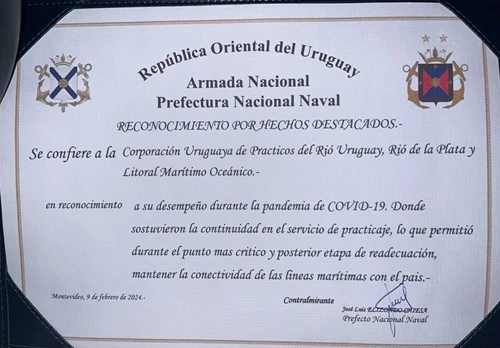 República Oriental del Uruguay
Armada Nacional
Prefectura Nacional Naval
RECONOCIMIENTO POR HECHOS DESTACADOS.-
Se confiere a la Corporación Uruguaya de Practicos del Rió Uruguay, Rió de la Plata y
Litoral Marítimo Oceánico.-
en reconocimiento a su desempeño durante la pandemia de COVID-19. Donde
sostuvieron la continuidad en el servicio de practicaje, lo que permitió
durante el punto mas critico y posterior etapa de readecuación,
mantener la conectividad de las lineas marítimas con el pais.-
Montevideo, 9 de febrero de 2024.-
Contralmirante
José Luis ELIZONDO
Prefecto Nacional Naval